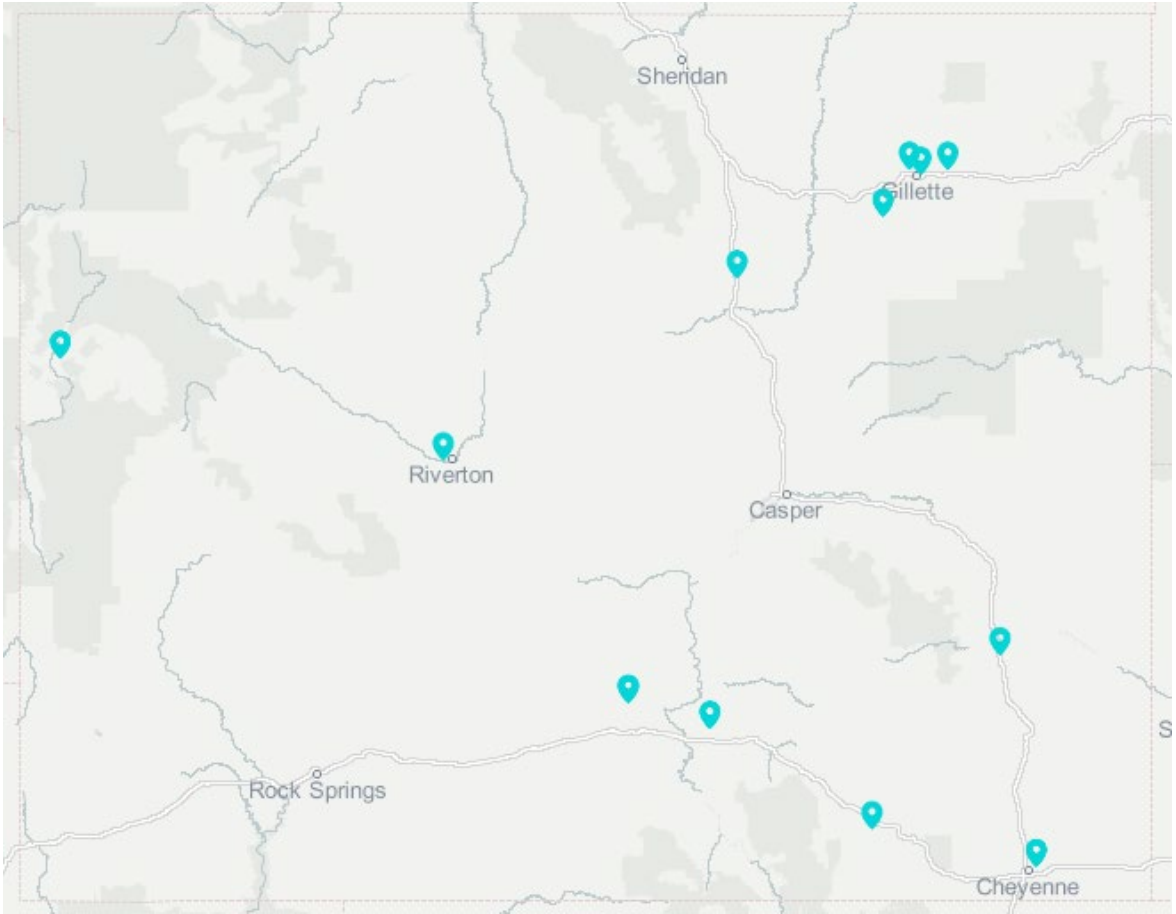 Sheridan
Gillette
Riverton
Casper
S
Rock Springs
Cheyenne